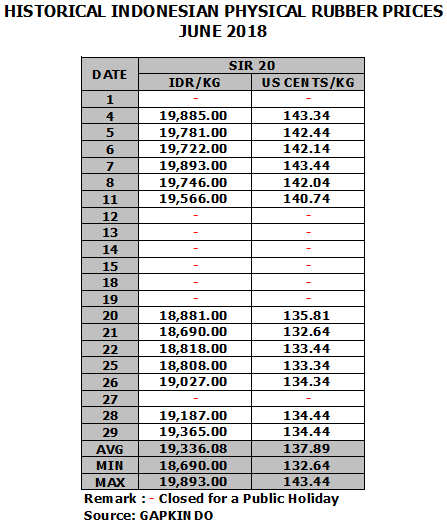 HISTORICAL INDONESIAN PHYSICAL RUBBER PRICES
JUNE 2018
DATE SIR 20
IDR/KG US CENTS/KG
1 - -
4 19,885.00 143.34
5 19,781.00 142.44
6 19,722.00 142.14
7 19,893.00 143.44
8 19,746.00 142.04
11 19,566.00 140.74
12 - -
13 - -
14 - -
15 - -
18 - -
19 - -
20 18,881.00 135.81
21 18,690.00 132.64
22 18,818.00 133.44
25 18,808.00 133.34
26 19,027.00 134.34
27 - -
28 19,187.00 134.44
29 19,365.00 134.44
AVG 19,336.08 137.89
MIN 18,690.00 132.64
MAX 19,893.00 143.44
Remark : - Closed for a Public Holiday
Source: GAPKINDO